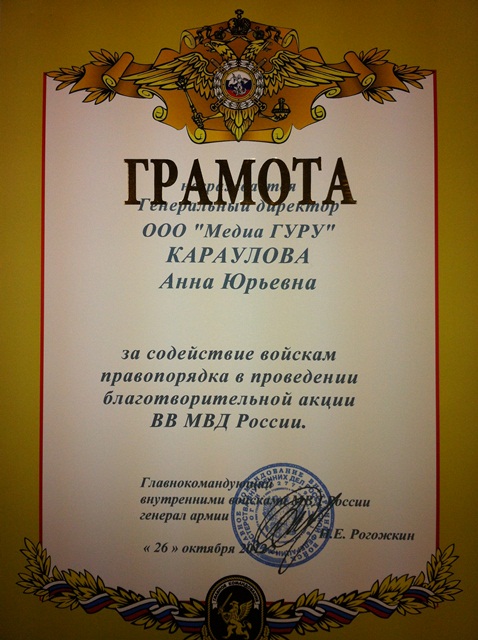 ГРАМОТА
награждается
Генеральный директор
ООО "Медиа ГУРУ"
КАРАУЛОВА
Анна Юрьевна
за содействие войскам
правопорядка в проведении
благотворительной акции
ВВ МВД России.
Главнокомандующий
внутренними войсками МВД России
генерал армии
Н.Е. Рогожкин
« 26 » октября